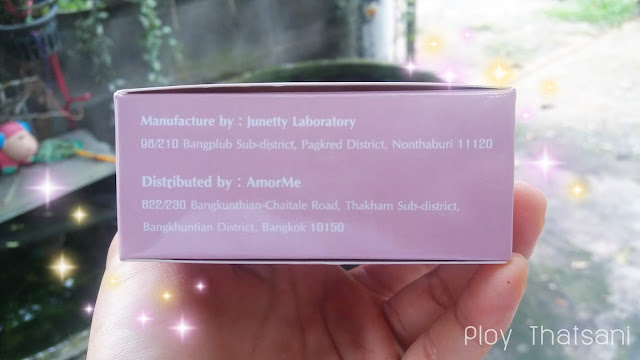 Manufacture by : Junetty Laboratory
98/210 Bangplub Sub-district, Pagkred District, Nonthaburi 11120
Distributed by : AmorMe
822/290 Bangkunthian-Chaitale Road, Thakham Sub-district,
Bangkhuntian District, Bangkok 10150
Ploy Thatsani